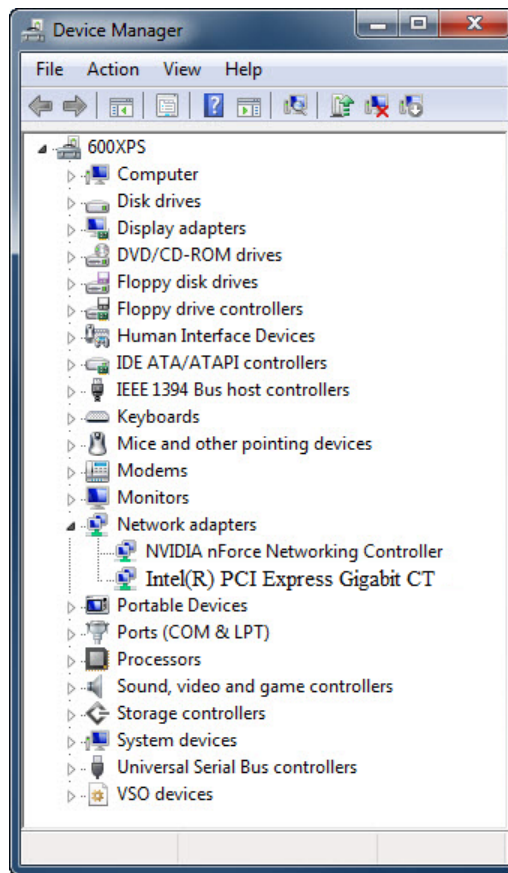 Device Manager
File Action View Help
600XPS
Computer
Disk drives
Display adapters
DVD/CD-ROM drives
Floppy disk drives
Floppy drive controllers
Human Interface Devices
IDE ATA/ATAPI controllers
IEEE 1394 Bus host controllers
Keyboards
Mice and other pointing devices
Modems
Monitors
Network adapters
NVIDIA nForce Networking Controller
Intel(R) PCI Express Gigabit CT
Portable Devices
Ports (COM & LPT)
Processors
Sound, video and game controllers
Storage controllers
System devices
Universal Serial Bus controllers
VSO devices